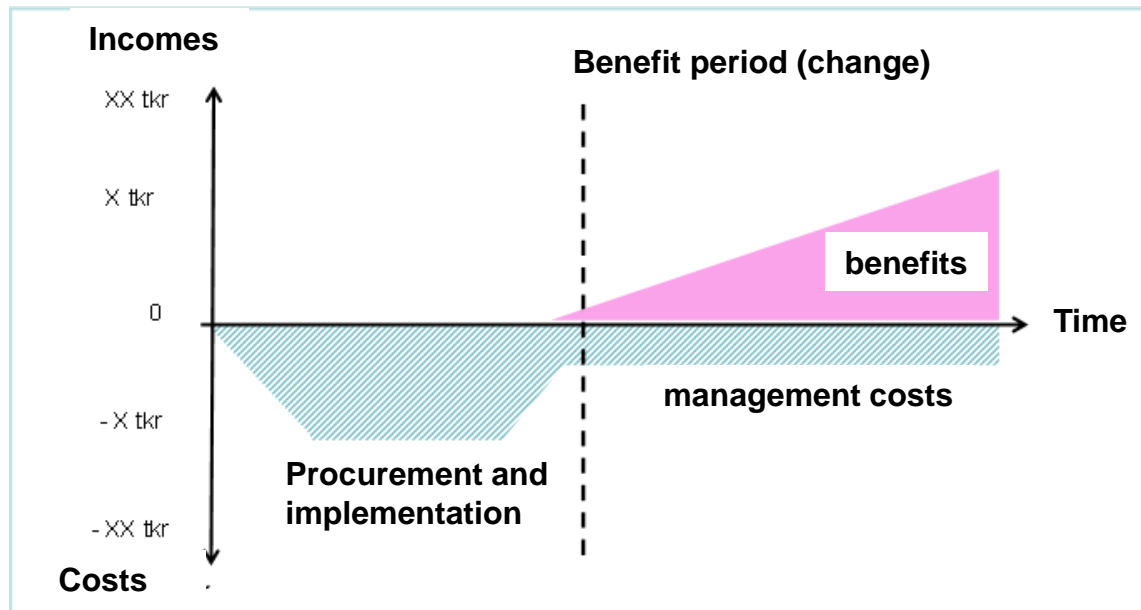 Incomes
Benefit period (change)
XX tkr
X tkr
benefits
0
Time
management costs
- X tkr
Procurement and
implementation
- XX tkr
Costs